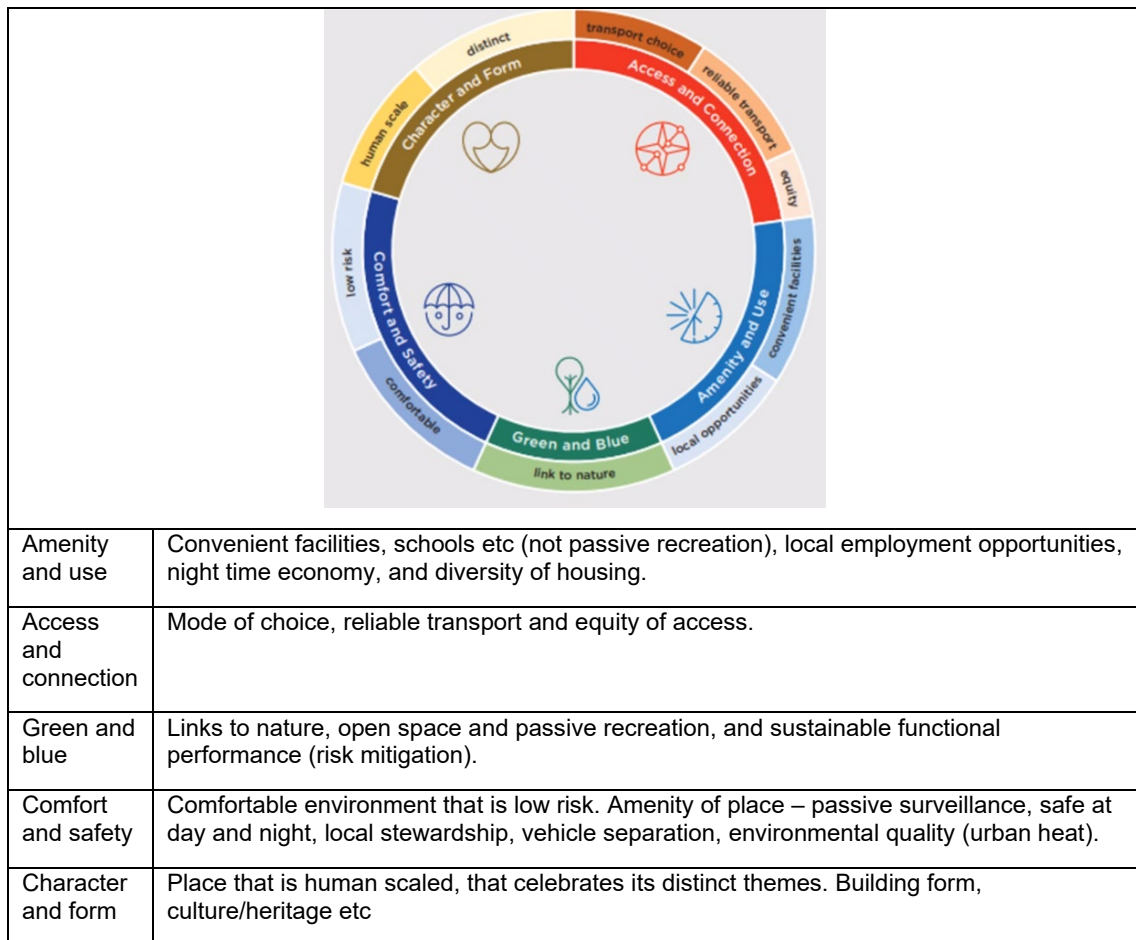 distinct
transport choice
Character and Form
Access and Connection
human scale
reliable transport
equity
low risk
Comfort and Safety
convenient facilities
Amenity and Use
comfortable
local opportunities
Green and Blue
link to nature
Amenity
and use
Convenient facilities, schools etc (not passive recreation), local employment opportunities,
night time economy, and diversity of housing.
Access
and
connection
Mode of choice, reliable transport and equity of access.
Green and
blue
Links to nature, open space and passive recreation, and sustainable functional
performance (risk mitigation).
Comfort
and safety
Comfortable environment that is low risk. Amenity of place – passive surveillance, safe at
day and night, local stewardship, vehicle separation, environmental quality (urban heat).
Character
and form
Place that is human scaled, that celebrates its distinct themes. Building form,
culture/heritage etc